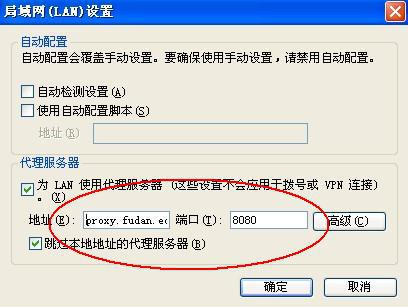 局域网(LAN)设置
自动配置
自动配置会覆盖手动设置。要确保使用手动设置，请禁用自动配置。
自动检测设置(A)
使用自动配置脚本(S)
地址(R)
代理服务器
为 LAN 使用代理服务器（这些设置不会应用于拨号或 VPN 连接）
。(X)
地址(E): proxy.fudan.ec 端口(T): 8080 高级(C)
跳过本地地址的代理服务器(B)
确定 取消